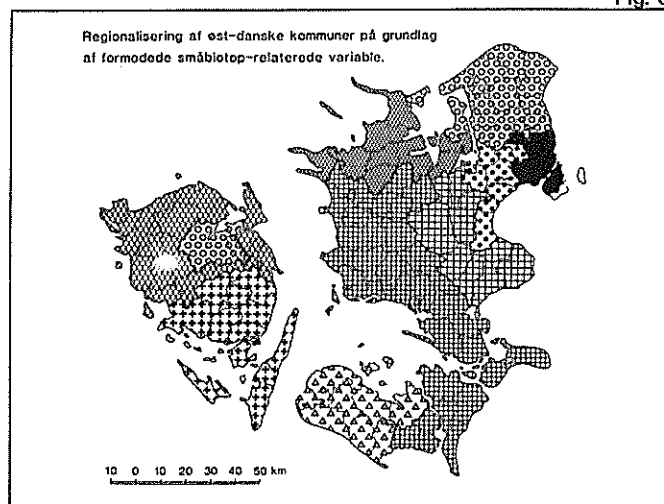 Fig.
Regionalisering af øst-danske kommuner på grundlag
af formodede småbiotop-relaterede variable.
10 0 10 20 30 40 50 km